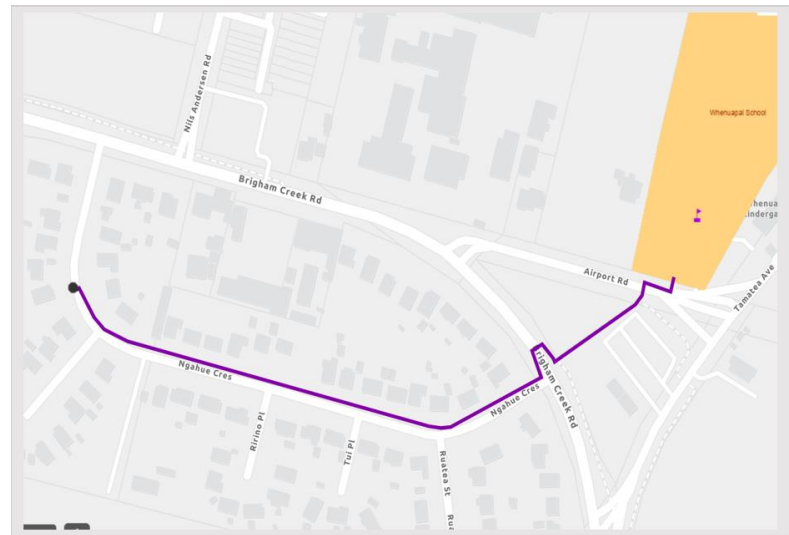 Nils Andersen Rd
Whenuapai School
Brigham Creek Rd
Airport Rd
Tamatea Ave
Ngahue Cres
Brigham Creek Rd
Ngahue Cres
Ririno Pl
Tui Pl
Ruatea St
Rua